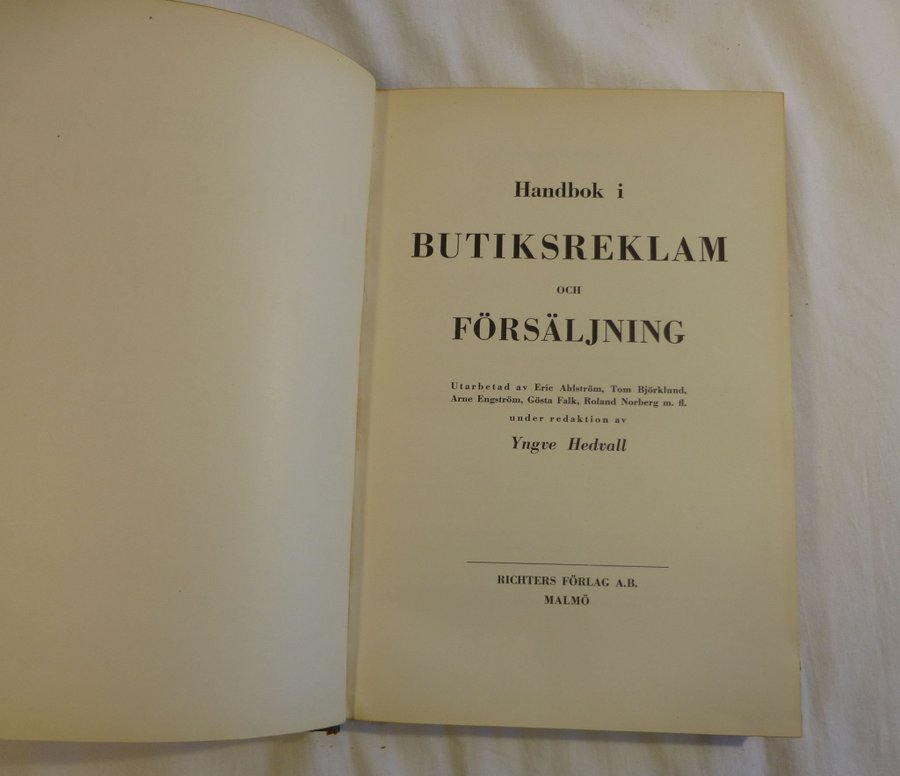 Handbok i
BUTIKSREKLAM
OCH
FÖRSÄLJNING
Utarbetad av Eric Ahlström, Tom Björklund,
Arne Engström, Gösta Falk, Roland Norberg m. fl.
under redaktion av
Yngve Hedvall
RICHTERS FÖRLAG A.B.
MALMÖ